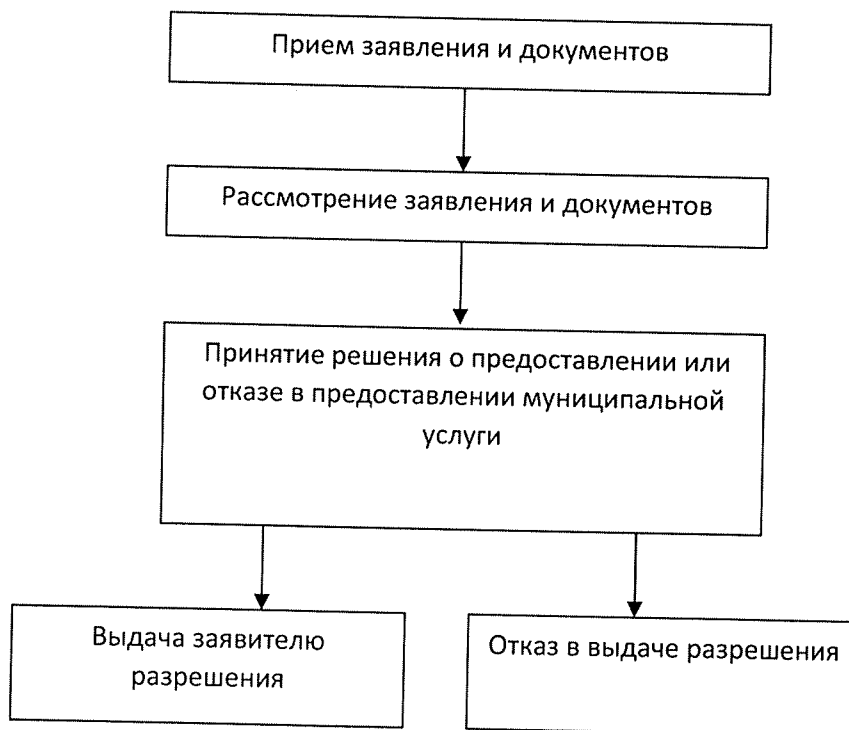 Прием заявления и документов
Рассмотрение заявления и документов
Принятие решения о предоставлении или
отказе в предоставлении муниципальной
услуги
Выдача заявителю
разрешения
Отказ в выдаче разрешения